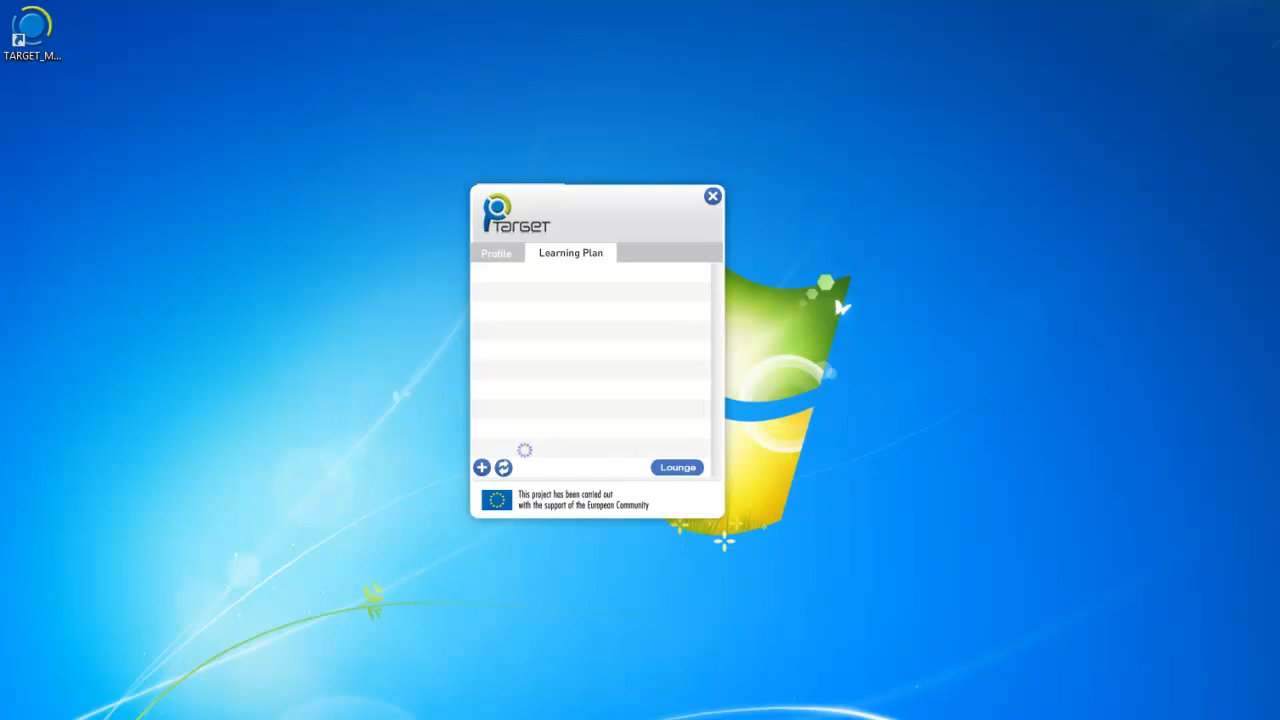 TARGET_M...
TARGET
Profile
Learning Plan
Lounge
This project has been carried out
with the support of the European Community